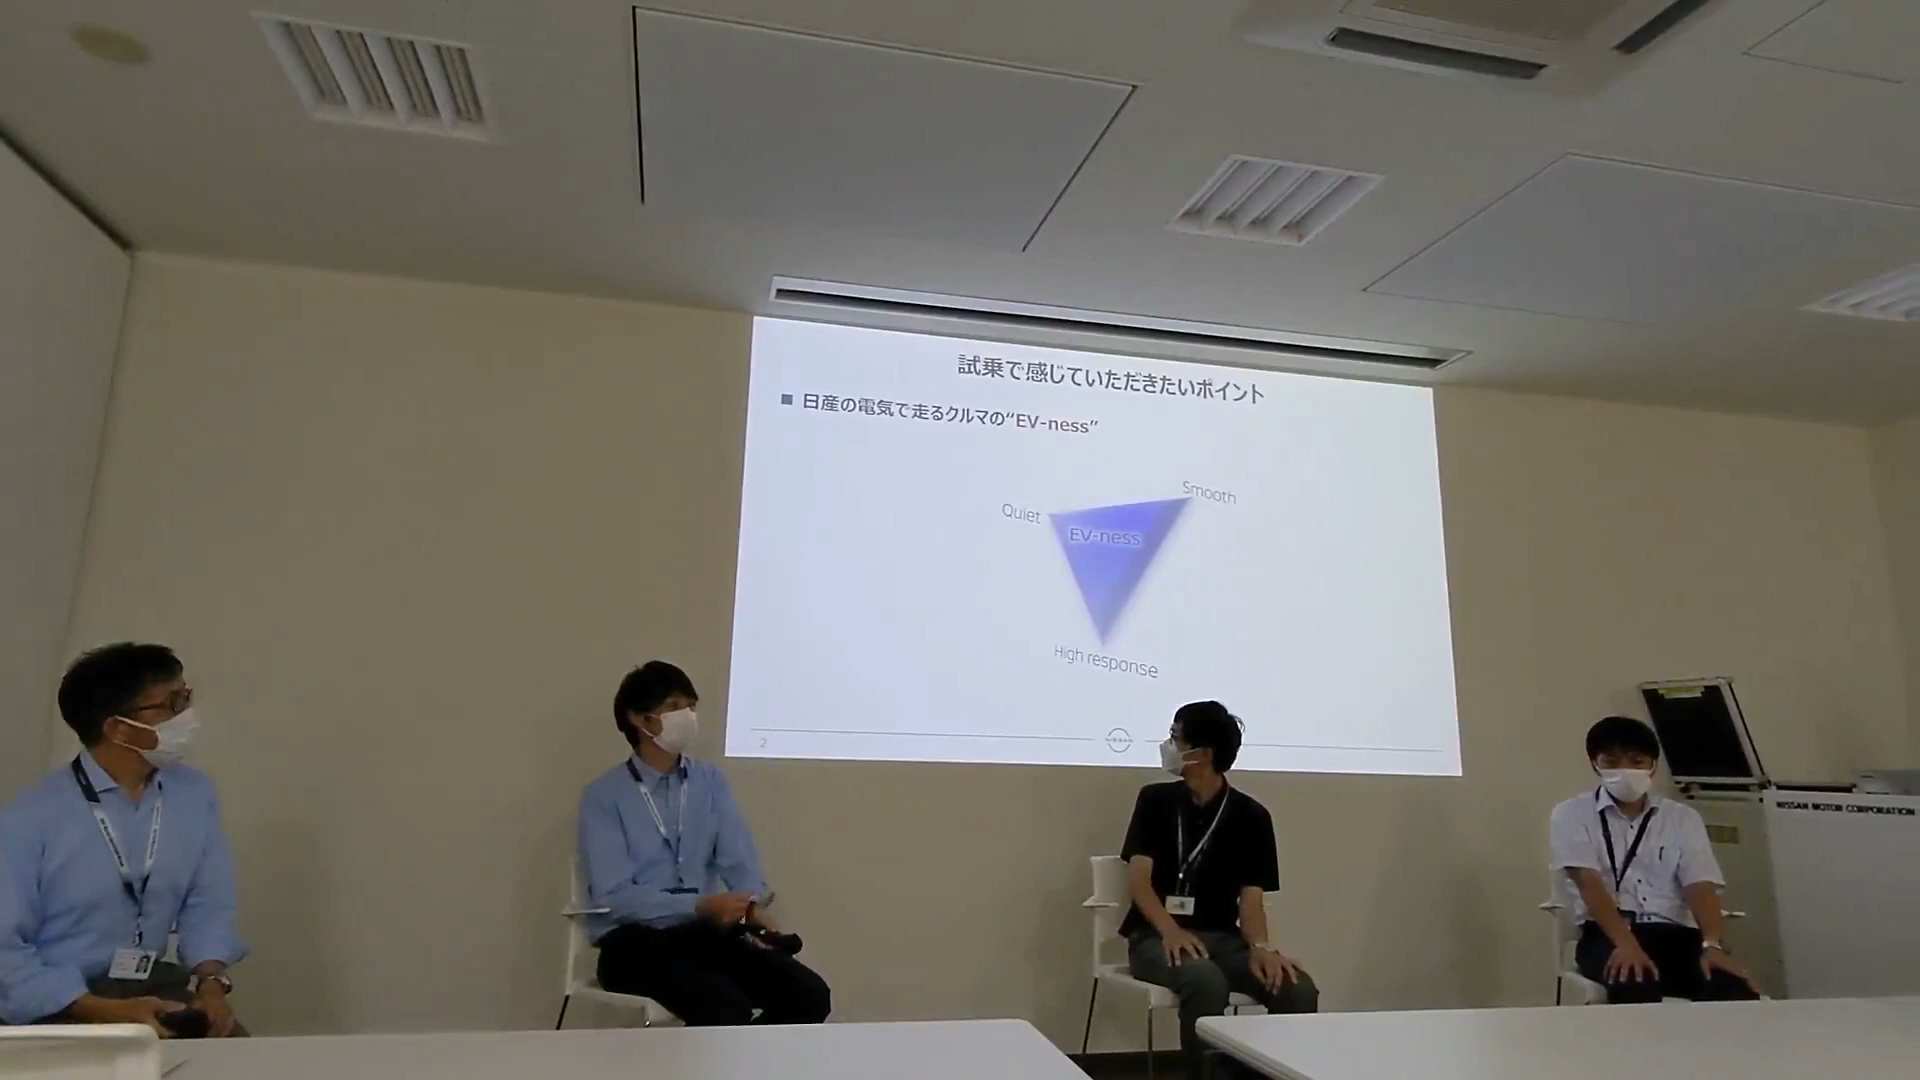 試乗で感じていただきたいポイント
■ 日産の電気で走るクルマの“EV-ness”
Smooth
Quiet
EV-ness
High response
2
NISSAN
NISSAN MOTOR CORPORATION